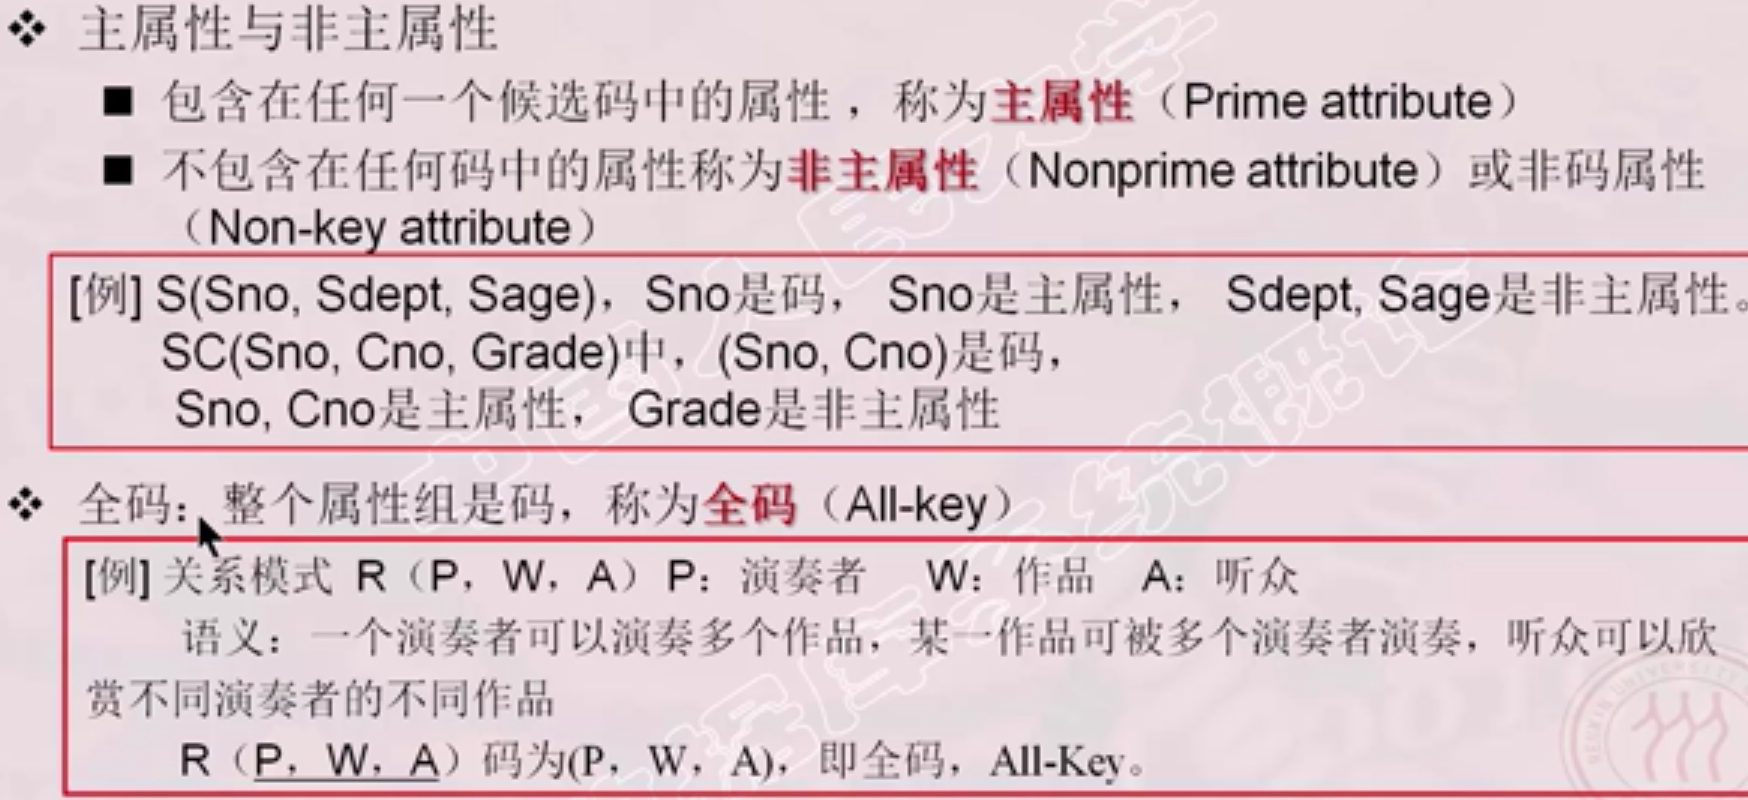 ❖ 主属性与非主属性
■ 包含在任何一个候选码中的属性，称为主属性（Prime attribute）
■ 不包含在任何码中的属性称为非主属性（Nonprime attribute）或非码属性
（Non-key attribute）
[例] S(Sno, Sdept, Sage)，Sno是码， Sno是主属性， Sdept, Sage是非主属性。
SC(Sno, Cno, Grade)中，(Sno, Cno)是码，
Sno, Cno是主属性， Grade是非主属性
❖ 全码：整个属性组是码，称为全码（All-key）
[例] 关系模式 R（P，W，A）P：演奏者 W：作品 A：听众
语义：一个演奏者可以演奏多个作品，某一作品可被多个演奏者演奏，听众可以欣
赏不同演奏者的不同作品
R（P，W，A）码为(P，W，A)，即全码，All-Key。